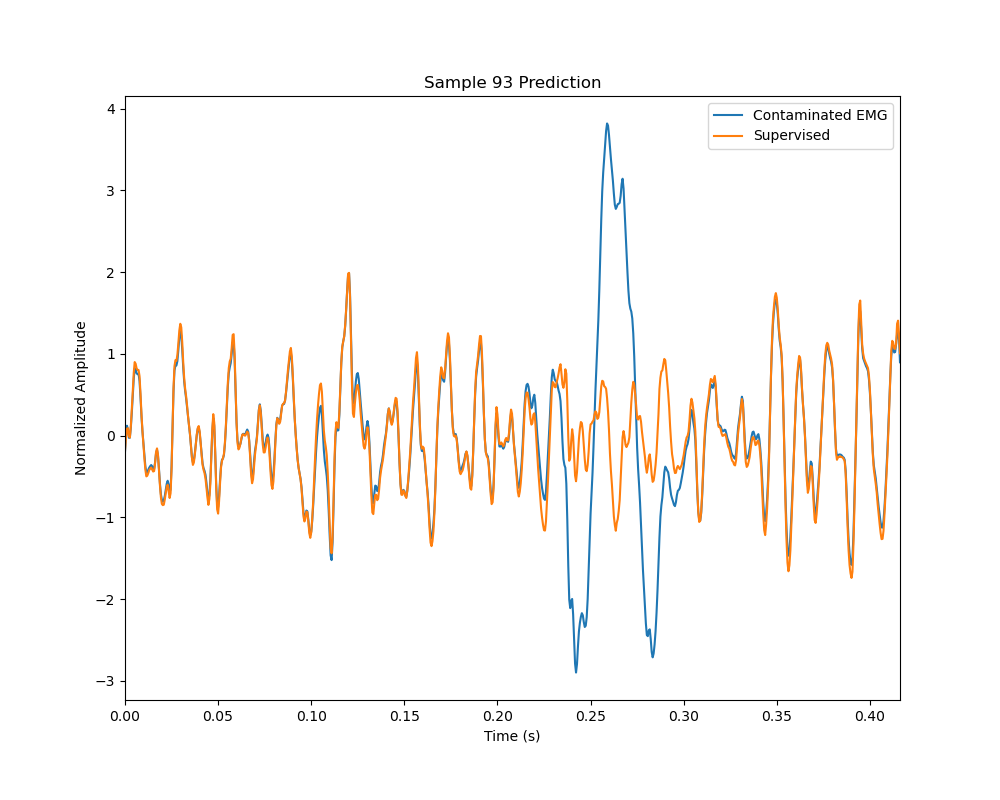 Sample 93 Prediction
Contaminated EMG
Supervised
Normalized Amplitude
4
3
2
1
0
−1
−2
−3
0.00 0.05 0.10 0.15 0.20 0.25 0.30 0.35 0.40
Time (s)